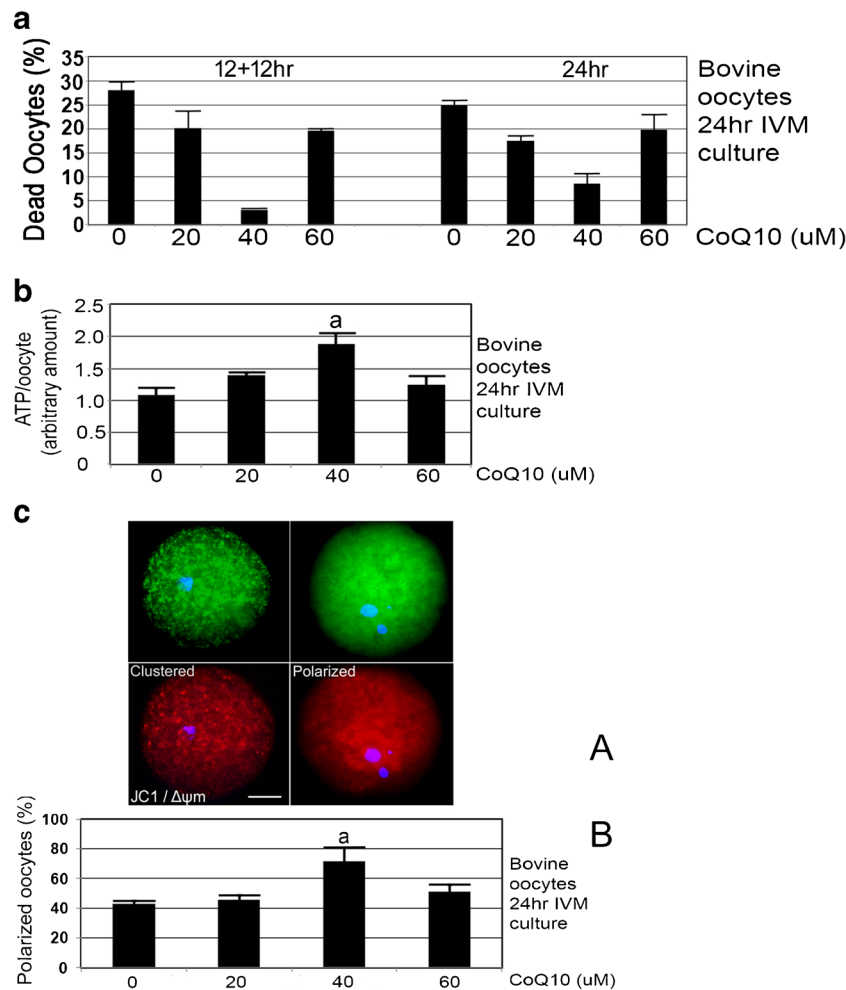 a
Dead Oocytes (%)
35
30
25
20
15
10
5
0
12+12hr
24hr
0 20 40 60 0 20 40 60
CoQ10 (uM)
Bovine
oocytes
24hr IVM
culture
b
ATP/oocyte
(arbitrary amount)
2.5
2.0
1.5
1.0
0.5
0
a
0 20 40 60
CoQ10 (uM)
Bovine
oocytes
24hr IVM
culture
c
Clustered
Polarized
JC1 / Δψm
A
B
Polarized oocytes (%)
100
80
60
40
20
0
a
0 20 40 60
CoQ10 (uM)
Bovine
oocytes
24hr IVM
culture